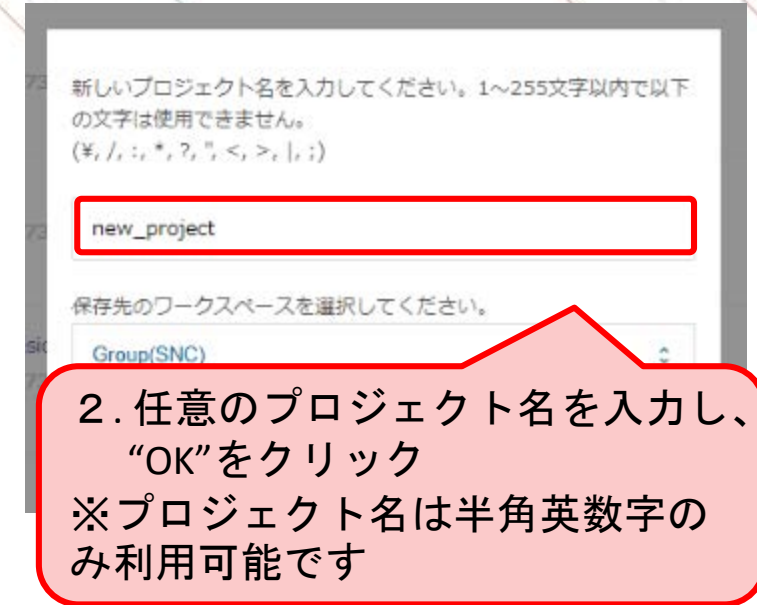 新しいプロジェクト名を入力してください。1～255文字以内で以下
の文字は使用できません。
(¥, /, :, *, ?, ", <, >, |, ;)
new_project
保存先のワークスペースを選択してください。
Group(SNC)
２. 任意のプロジェクト名を入力し、
“OK”をクリック
※プロジェクト名は半角英数字の
み利用可能です